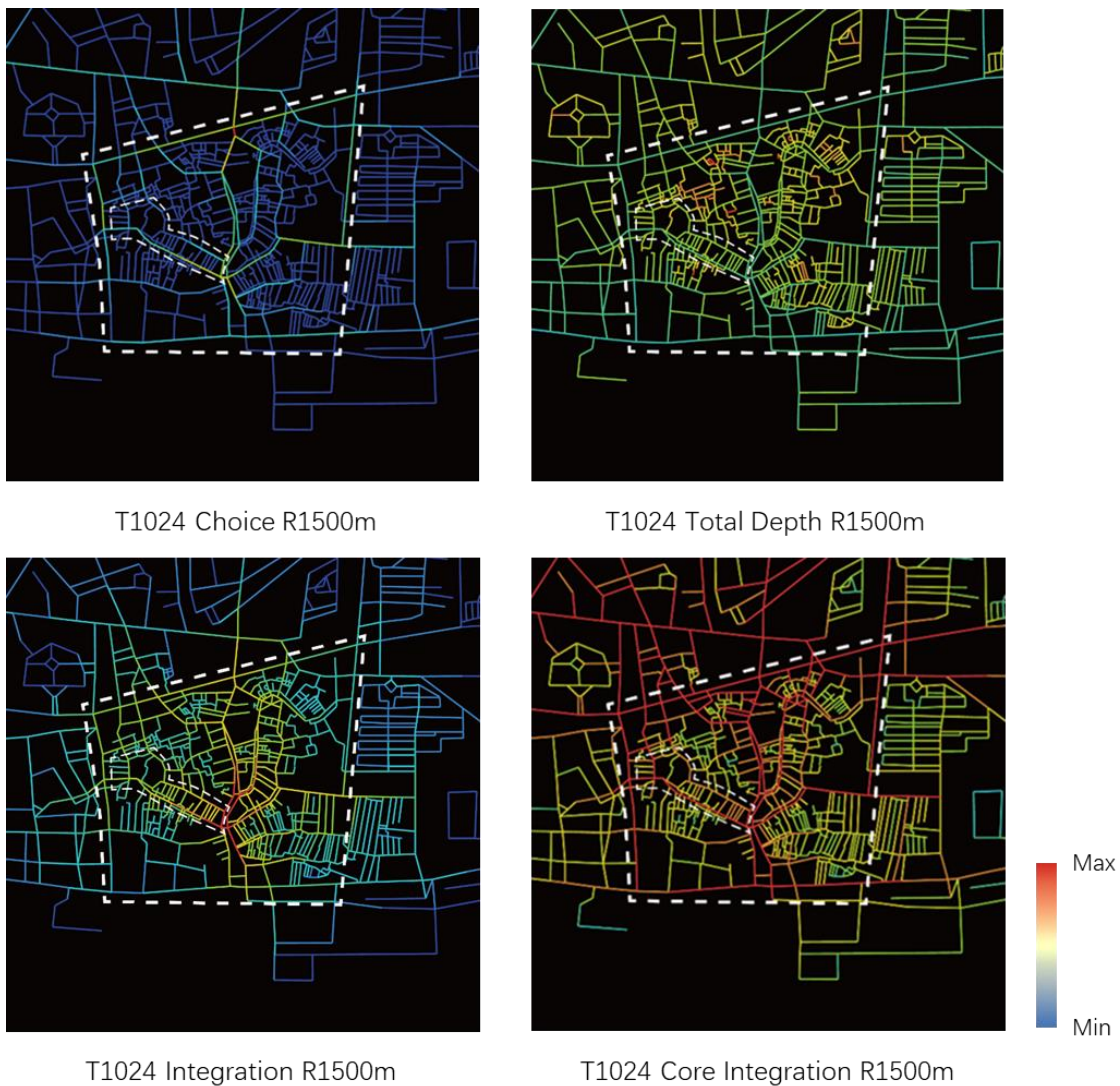 T1024 Choice R1500m
T1024 Total Depth R1500m
Max
Min
T1024 Integration R1500m
T1024 Core Integration R1500m